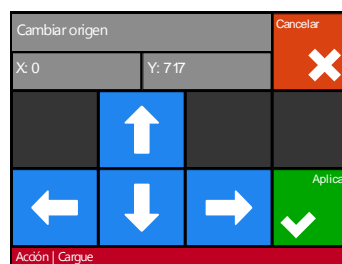 Cambiar origen
Cancelar
X: 0
Y: 717
Aplica
Acción | Cargue